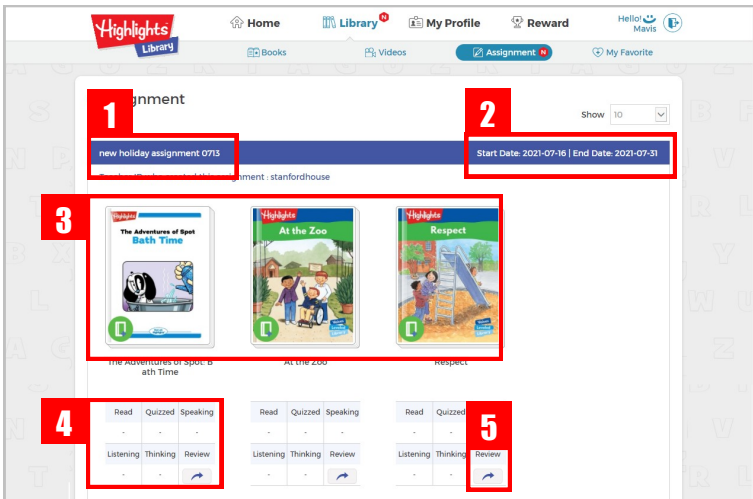 Highlights
Library
Home
Library N
My Profile
Reward
Hello!
Mavis
Books
Videos
Assignment N
My Favorite
1
nment
2
Show 10
new holiday assignment 0713
Start Date: 2021-07-16 | End Date: 2021-07-31
assignment : stanfordhouse
3
Highlights
The Adventures of Spot
Bath Time
Highlights
At the Zoo
Highlights
Respect
The Adventures of Spot: B
ath Time
At the Zoo
Respect
4
Read Quizzed Speaking
- - -
Listening Thinking Review
- -
Read Quizzed Speaking
- - -
Listening Thinking Review
- -
5
Read Quizzed
- -
Listening Thinking Review
- -